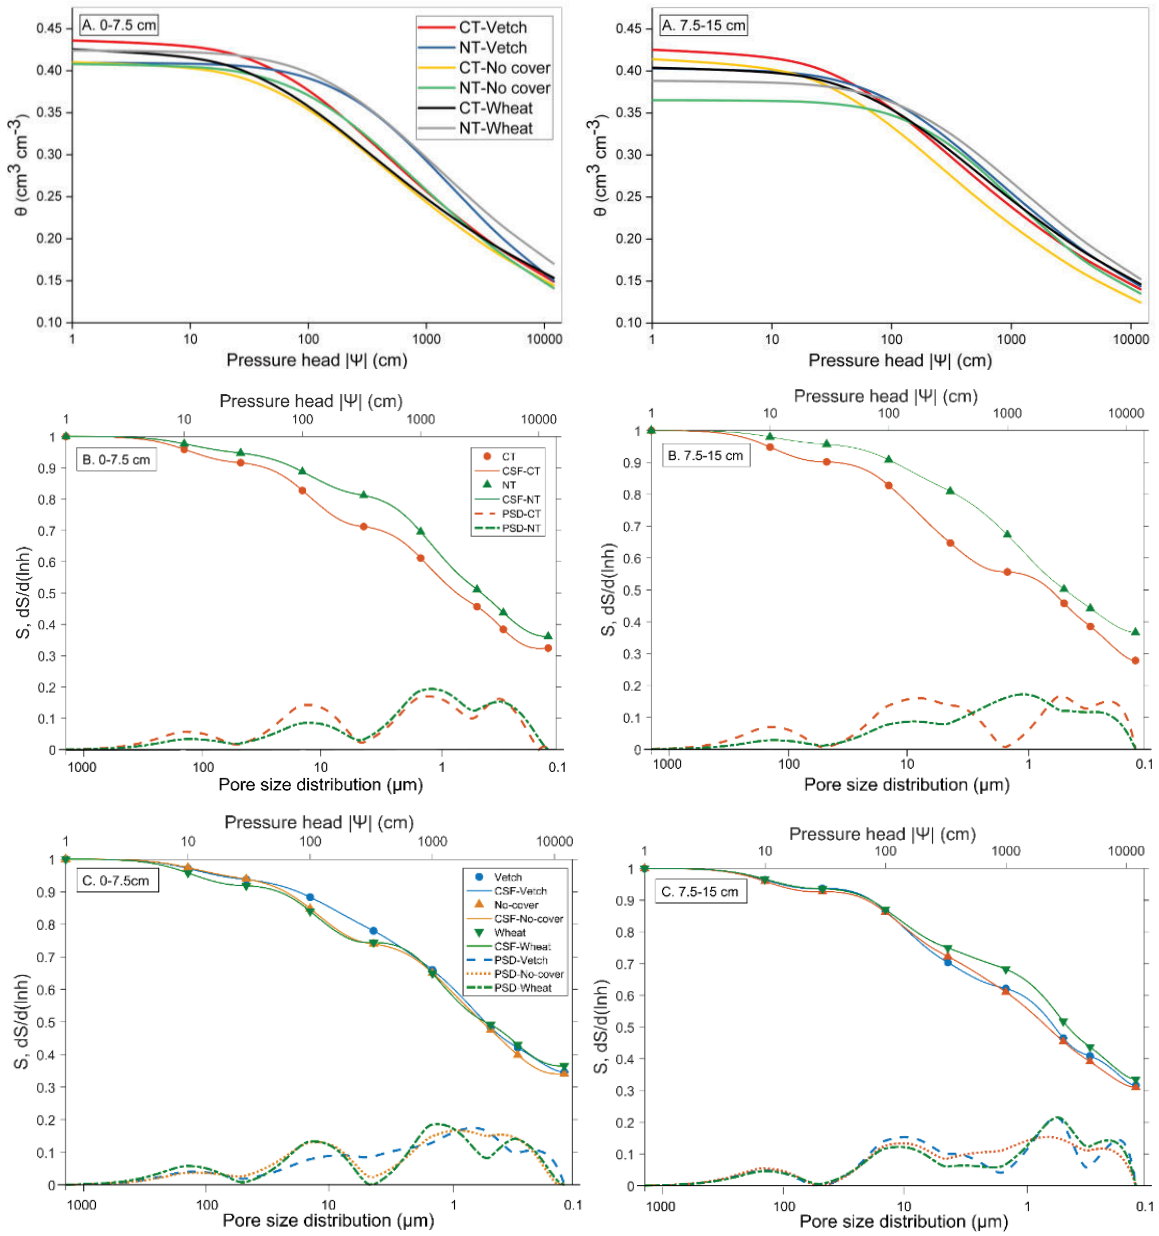 A. 0-7.5 cm
CT-Vetch
NT-Vetch
CT-No cover
NT-No cover
CT-Wheat
NT-Wheat
0.45
0.40
0.35
0.30
0.25
0.20
0.15
0.10
θ (cm³ cm⁻³)
1 10 100 1000 10000
Pressure head |Ψ| (cm)
A. 7.5-15 cm
0.45
0.40
0.35
0.30
0.25
0.20
0.15
0.10
θ (cm³ cm⁻³)
1 10 100 1000 10000
Pressure head |Ψ| (cm)
Pressure head |Ψ| (cm)
1 10 100 1000 10000
B. 0-7.5 cm
CT
CSF-CT
NT
CSF-NT
PSD-CT
PSD-NT
1
0.9
0.8
0.7
0.6
0.5
0.4
0.3
0.2
0.1
0
S, dS/d(lnh)
1000 100 10 1 0.1
Pore size distribution (μm)
Pressure head |Ψ| (cm)
1 10 100 1000 10000
B. 7.5-15 cm
1
0.9
0.8
0.7
0.6
0.5
0.4
0.3
0.2
0.1
0
S, dS/d(lnh)
1000 100 10 1 0.1
Pore size distribution (μm)
Pressure head |Ψ| (cm)
1 10 100 1000 10000
C. 0-7.5cm
Vetch
CSF-Vetch
No-cover
CSF-No-cover
Wheat
CSF-Wheat
PSD-Vetch
PSD-No-cover
PSD-Wheat
1
0.9
0.8
0.7
0.6
0.5
0.4
0.3
0.2
0.1
0
S, dS/d(lnh)
1000 100 10 1 0.1
Pore size distribution (μm)
Pressure head |Ψ| (cm)
1 10 100 1000 10000
C. 7.5-15 cm
1
0.9
0.8
0.7
0.6
0.5
0.4
0.3
0.2
0.1
0
S, dS/d(lnh)
1000 100 10 1 0.1
Pore size distribution (μm)